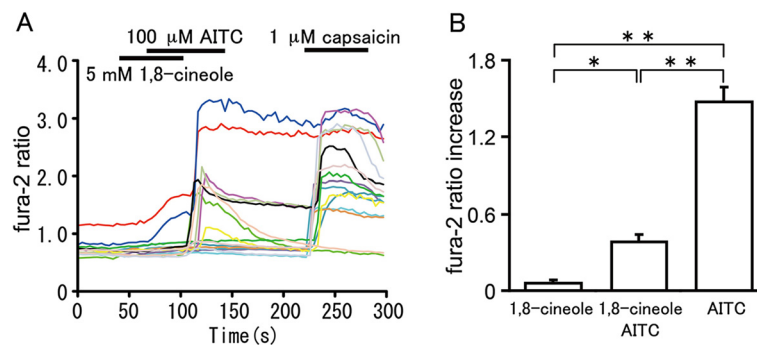 A
100 μM AITC
1 μM capsaicin
5 mM 1,8-cineole
4.0
3.0
2.0
1.0
0
fura-2 ratio
0 50 100 150 200 250 300
Time(s)
B
**
* **
1.8
1.2
0.6
0
fura-2 ratio increase
1,8-cineole 1,8-cineole AITC
AITC